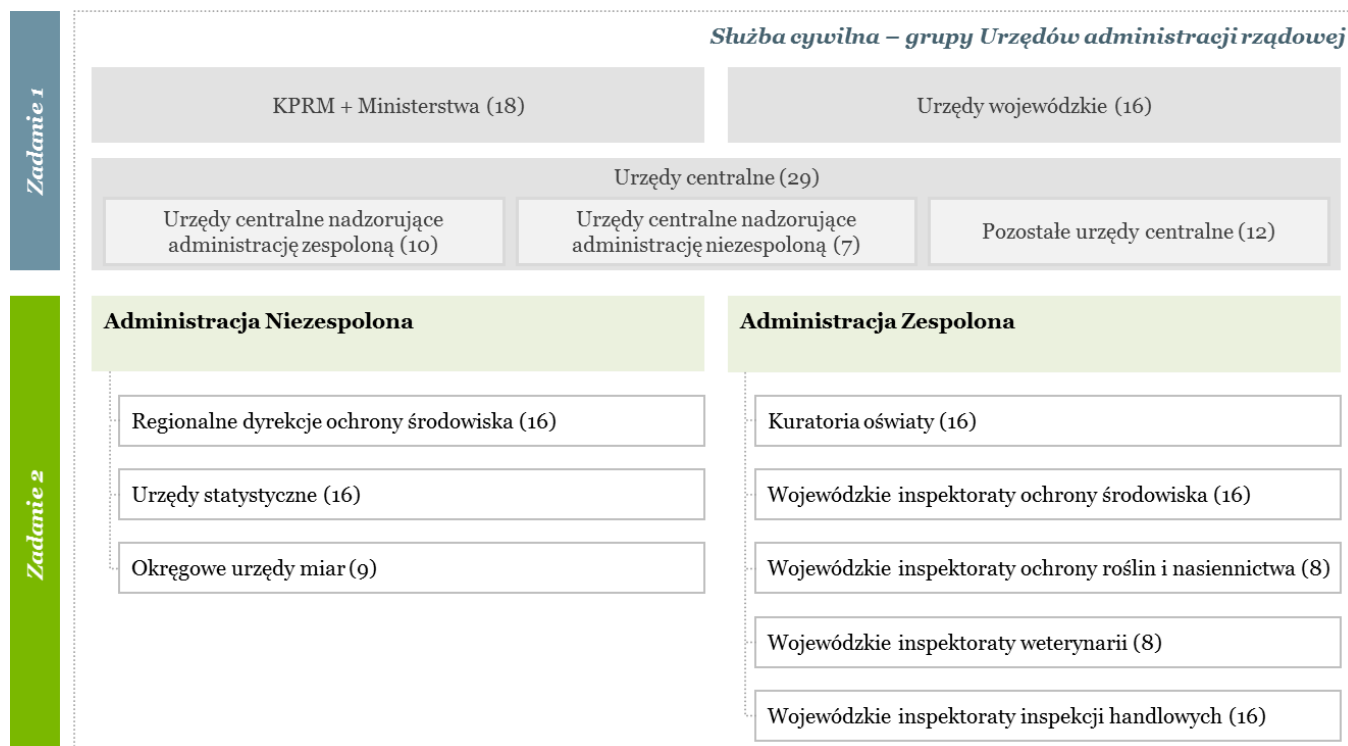 Służba cywilna – grupy Urzędów administracji rządowej
Zadanie 1
KPRM + Ministerstwa (18)
Urzędy wojewódzkie (16)
Urzędy centralne (29)
Urzędy centralne nadzorujące
administrację zespoloną (10)
Urzędy centralne nadzorujące
administrację niezespoloną (7)
Pozostałe urzędy centralne (12)
Zadanie 2
Administracja Niezespolona
Regionalne dyrekcje ochrony środowiska (16)
Urzędy statystyczne (16)
Okręgowe urzędy miar (9)
Administracja Zespolona
Kuratoria oświaty (16)
Wojewódzkie inspektoraty ochrony środowiska (16)
Wojewódzkie inspektoraty ochrony roślin i nasiennictwa (8)
Wojewódzkie inspektoraty weterynarii (8)
Wojewódzkie inspektoraty inspekcji handlowych (16)